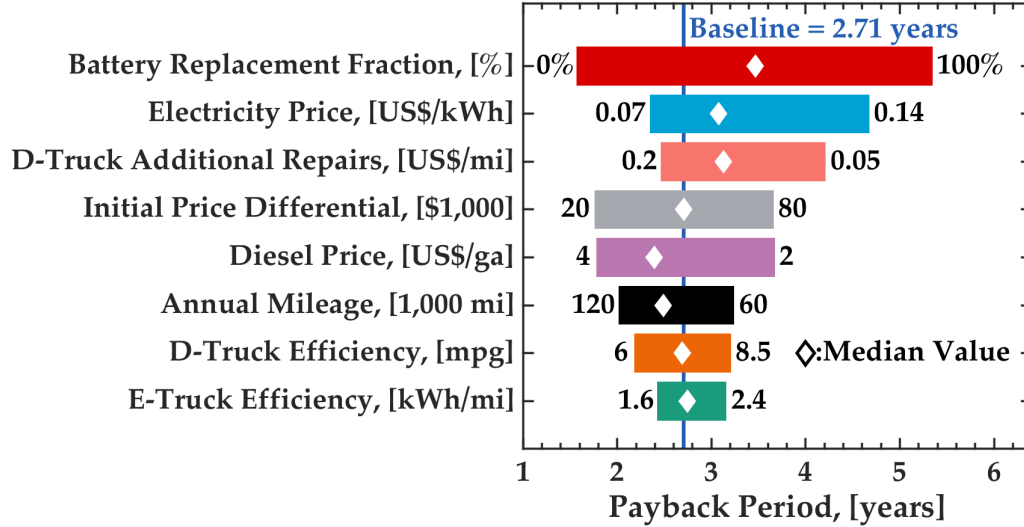 Baseline = 2.71 years
Battery Replacement Fraction, [%] 0% 100%
Electricity Price, [US$/kWh] 0.07 0.14
D-Truck Additional Repairs, [US$/mi] 0.2 0.05
Initial Price Differential, [$1,000] 20 80
Diesel Price, [US$/ga] 4 2
Annual Mileage, [1,000 mi] 120 60
D-Truck Efficiency, [mpg] 6 8.5 ◇:Median Value
E-Truck Efficiency, [kWh/mi] 1.6 2.4
1 2 3 4 5 6
Payback Period, [years]